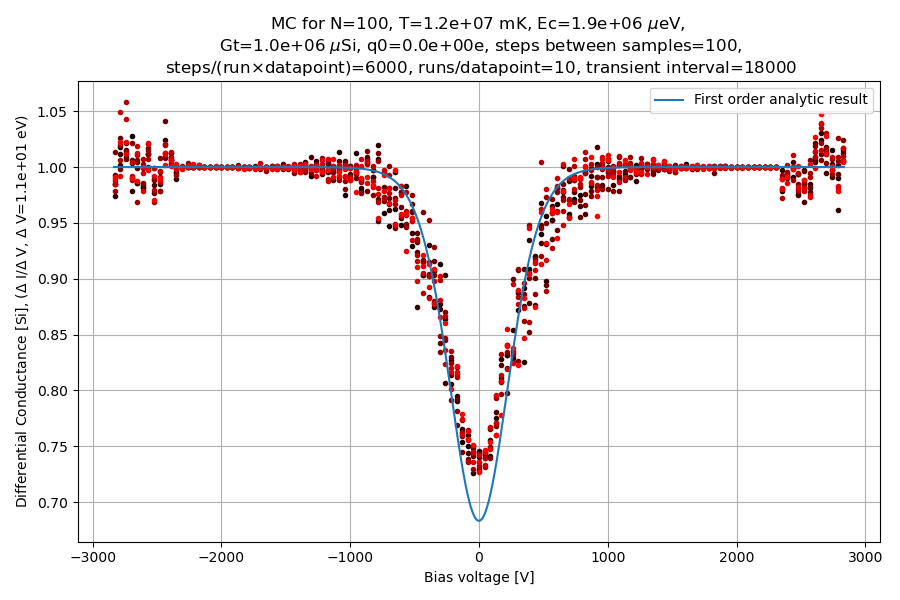 MC for N=100, T=1.2e+07 mK, Ec=1.9e+06 μeV,
Gt=1.0e+06 μSi, q0=0.0e+00e, steps between samples=100,
steps/(run×datapoint)=6000, runs/datapoint=10, transient interval=18000
First order analytic result
Differential Conductance [Si], (Δ I/Δ V, Δ V=1.1e+01 eV)
1.05
1.00
0.95
0.90
0.85
0.80
0.75
0.70
−3000 −2000 −1000 0 1000 2000 3000
Bias voltage [V]